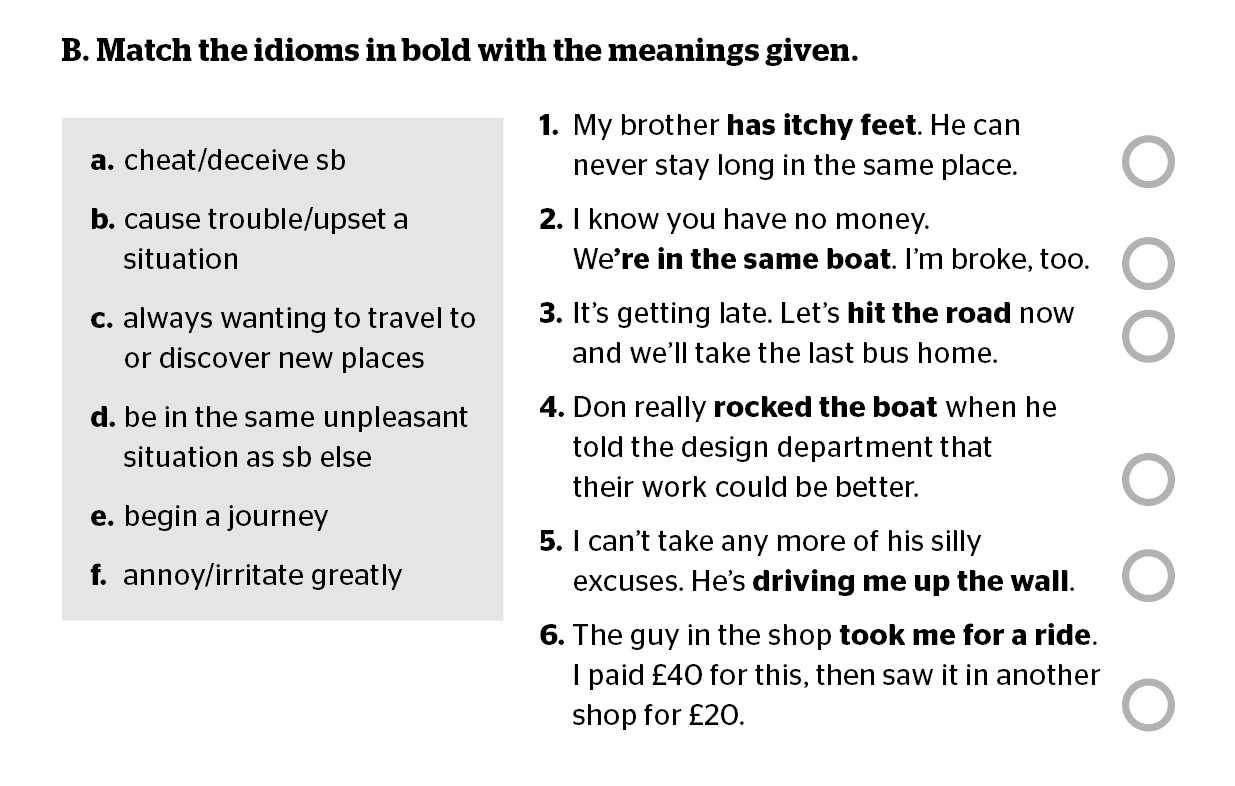 B. Match the idioms in bold with the meanings given.
a. cheat/deceive sb
b. cause trouble/upset a
situation
c. always wanting to travel to
or discover new places
d. be in the same unpleasant
situation as sb else
e. begin a journey
f. annoy/irritate greatly
1. My brother has itchy feet. He can
never stay long in the same place.
2. I know you have no money.
We’re in the same boat. I’m broke, too.
3. It’s getting late. Let’s hit the road now
and we’ll take the last bus home.
4. Don really rocked the boat when he
told the design department that
their work could be better.
5. I can’t take any more of his silly
excuses. He’s driving me up the wall.
6. The guy in the shop took me for a ride.
I paid £40 for this, then saw it in another
shop for £20.